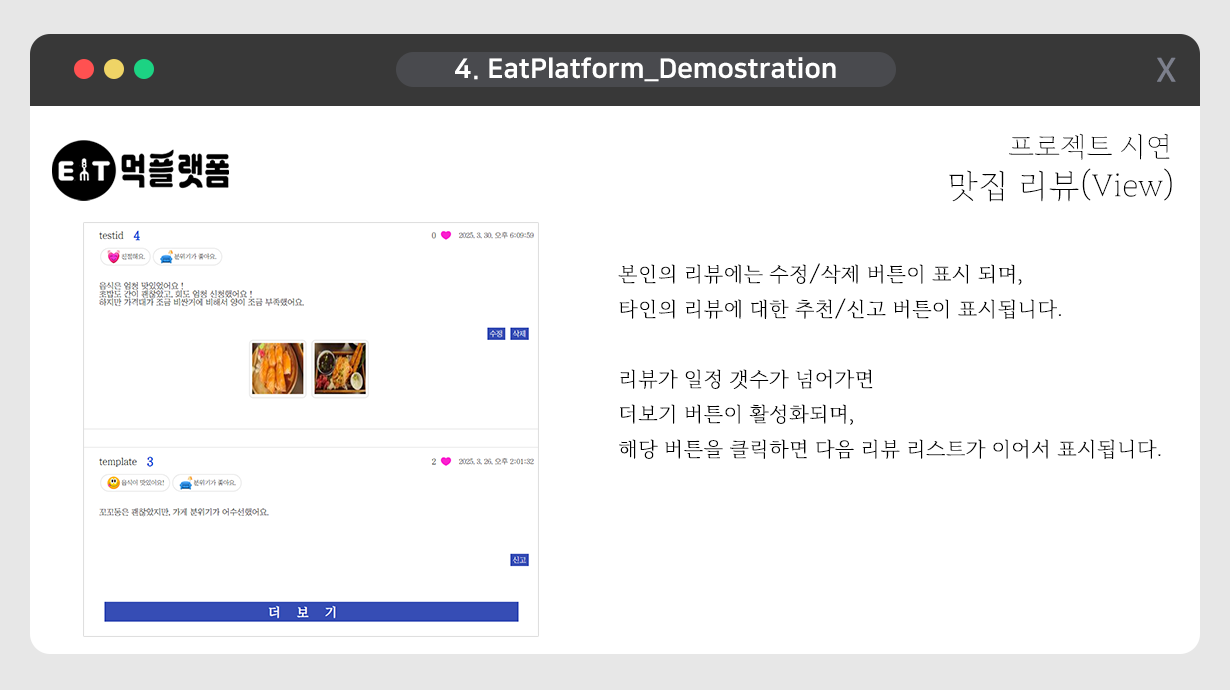 4. EatPlatform_Demostration
X
EAT 먹플랫폼
프로젝트 시연
맛집 리뷰(View)
testid 4
0 2025. 3. 30. 오후 6:09:59
신선해요. 분위기가 좋아요.
음식은 엄청 맛있었어요 !
초밥도 간이 괜찮았고, 회도 엄청 신청했어요 !
하지만 가격대가 조금 비싼거에 비해서 양이 조금 부족했어요.
수정 삭제
template 3
2 2025. 3. 26. 오후 2:01:32
음식이 맛있어요! 분위기가 좋아요.
꼬꼬동은 괜찮았지만, 가게 분위기가 어수선했어요.
신고
더 보 기
본인의 리뷰에는 수정/삭제 버튼이 표시 되며,
타인의 리뷰에 대한 추천/신고 버튼이 표시됩니다.
리뷰가 일정 갯수가 넘어가면
더보기 버튼이 활성화되며,
해당 버튼을 클릭하면 다음 리뷰 리스트가 이어서 표시됩니다.